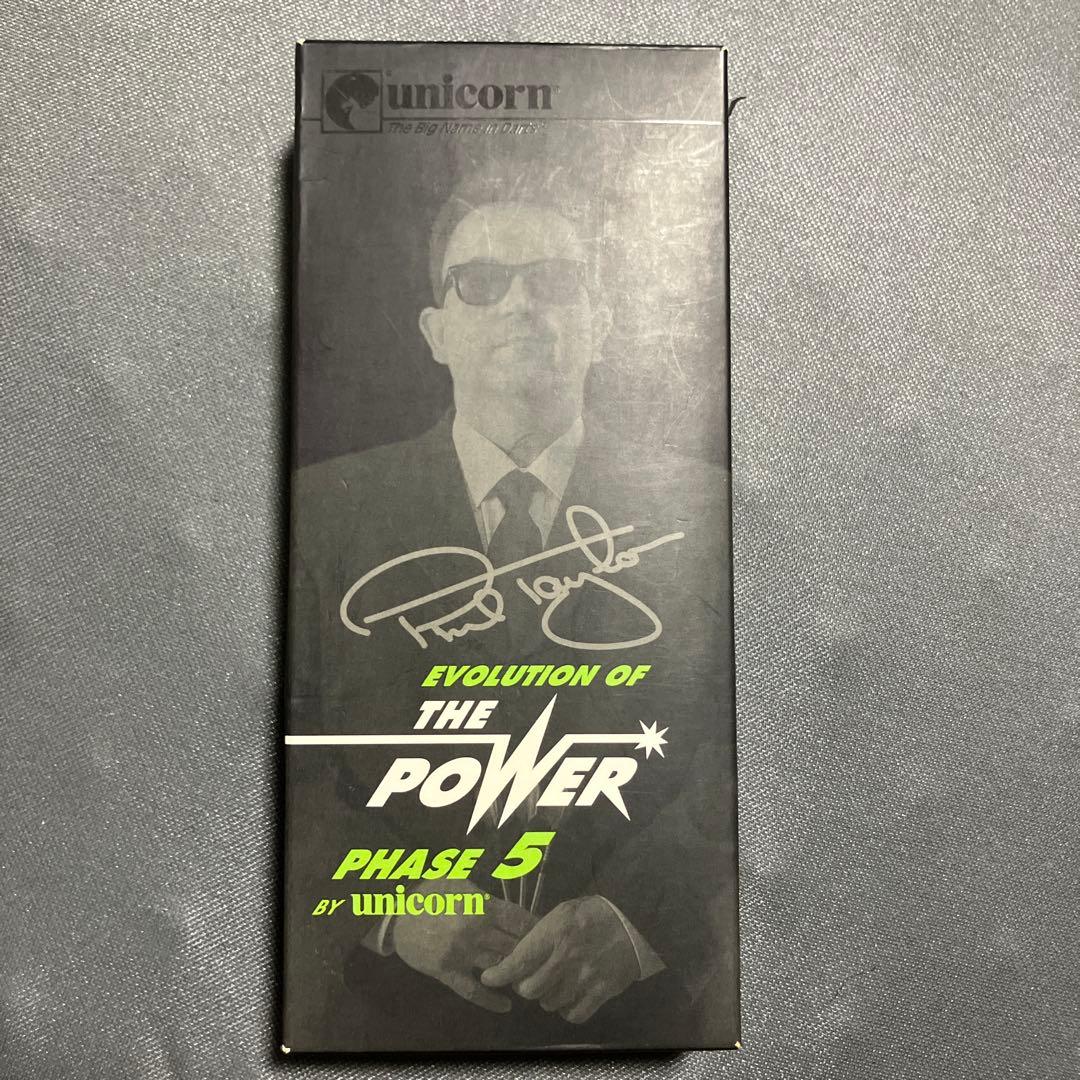 unicorn®
The Big Name in Darts®
Phil Taylor
EVOLUTION OF
THE
POWER
PHASE 5
BY unicorn®